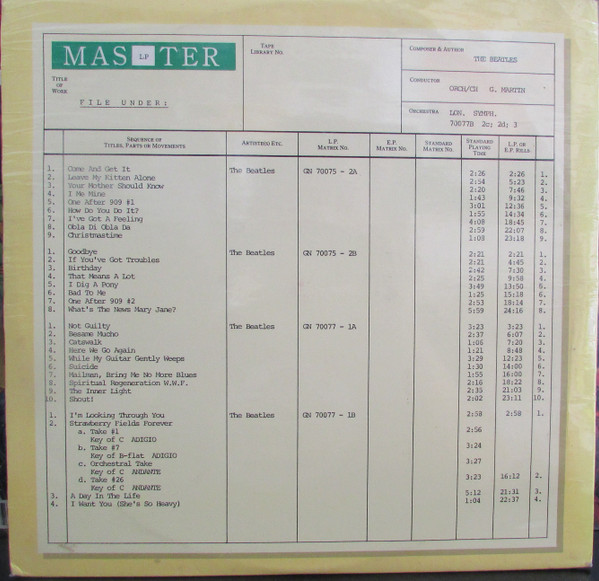 MASTER
LP
TAPE
LIBRARY NO.
COMPOSER & AUTHOR
THE BEATLES
TITLE
OF
WORK
FILE UNDER:
CONDUCTOR
ORCH/CH G. MARTIN
ORCHESTRA LON. SYMPH.
70077B 2c; 2d; 3
SEQUENCE OF
TITLES, PARTS OR MOVEMENTS
ARTIST(S) ETC.
L.P.
MATRIX NO.
E.P.
MATRIX NO.
STANDARD
MATRIX NO.
STANDARD
PLAYING
TIME
L.P. OR
E.P. RILLS
1. Come And Get It The Beatles GN 70075 - 2A 2:26 2:26 1.
2. Leave My Kitten Alone 2:54 5:23 2.
3. Your Mother Should Know 2:20 7:46 3.
4. I Me Mine 1:43 9:32 4.
5. One After 909 #1 3:01 12:36 5.
6. How Do You Do It? 1:55 14:34 6.
7. I've Got A Feeling 4:08 18:45 7.
8. Obla Di Obla Da 2:59 22:07 8.
9. Christmastime 1:08 23:18 9.
1. Goodbye The Beatles GN 70075 - 2B 2:21 2:21 1.
2. If You've Got Troubles 2:21 4:45 2.
3. Birthday 2:42 7:30 3.
4. That Means A Lot 2:25 9:58 4.
5. I Dig A Pony 3:49 13:50 5.
6. Bad To Me 1:25 15:18 6.
7. One After 909 #2 2:53 18:14 7.
8. What's The News Mary Jane? 5:59 24:16 8.
1. Not Guilty The Beatles GN 70077 - 1A 3:23 3:23 1.
2. Besame Mucho 2:37 6:07 2.
3. Catswalk 1:06 7:20 3.
4. Here We Go Again 1:21 8:48 4.
5. While My Guitar Gently Weeps 3:29 12:23 5.
6. Suicide 1:30 14:00 6.
7. Mailman, Bring Me No More Blues 1:55 16:00 7.
8. Spiritual Regeneration W.W.F. 2:16 18:22 8.
9. The Inner Light 2:35 21:03 9.
10. Shout! 2:02 23:11 10.
1. I'm Looking Through You The Beatles GN 70077 - 1B 2:58 2:58 1.
2. Strawberry Fields Forever
a. Take #1 2:56
Key of C ADIGIO
b. Take #7 3:24
Key of B-flat ADIGIO
c. Orchestral Take 3:27
Key of C ANDANTE
d. Take #26 3:23 16:12 2.
Key of C ANDANTE
3. A Day In The Life 5:12 21:31 3.
4. I Want You (She's So Heavy) 1:04 22:37 4.